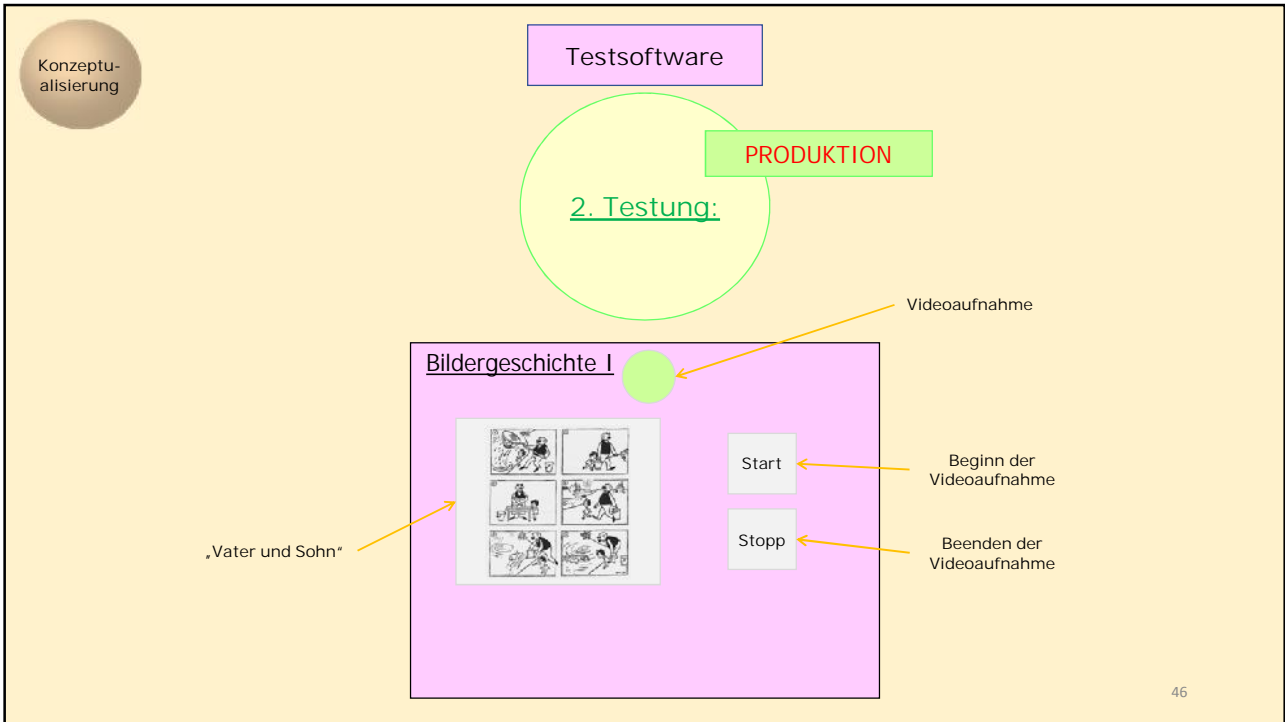 Konzeptu-
alisierung
Testsoftware
PRODUKTION
2. Testung:
Videoaufnahme
Bildergeschichte I
Start
Beginn der
Videoaufnahme
Stopp
Beenden der
Videoaufnahme
„Vater und Sohn“
46